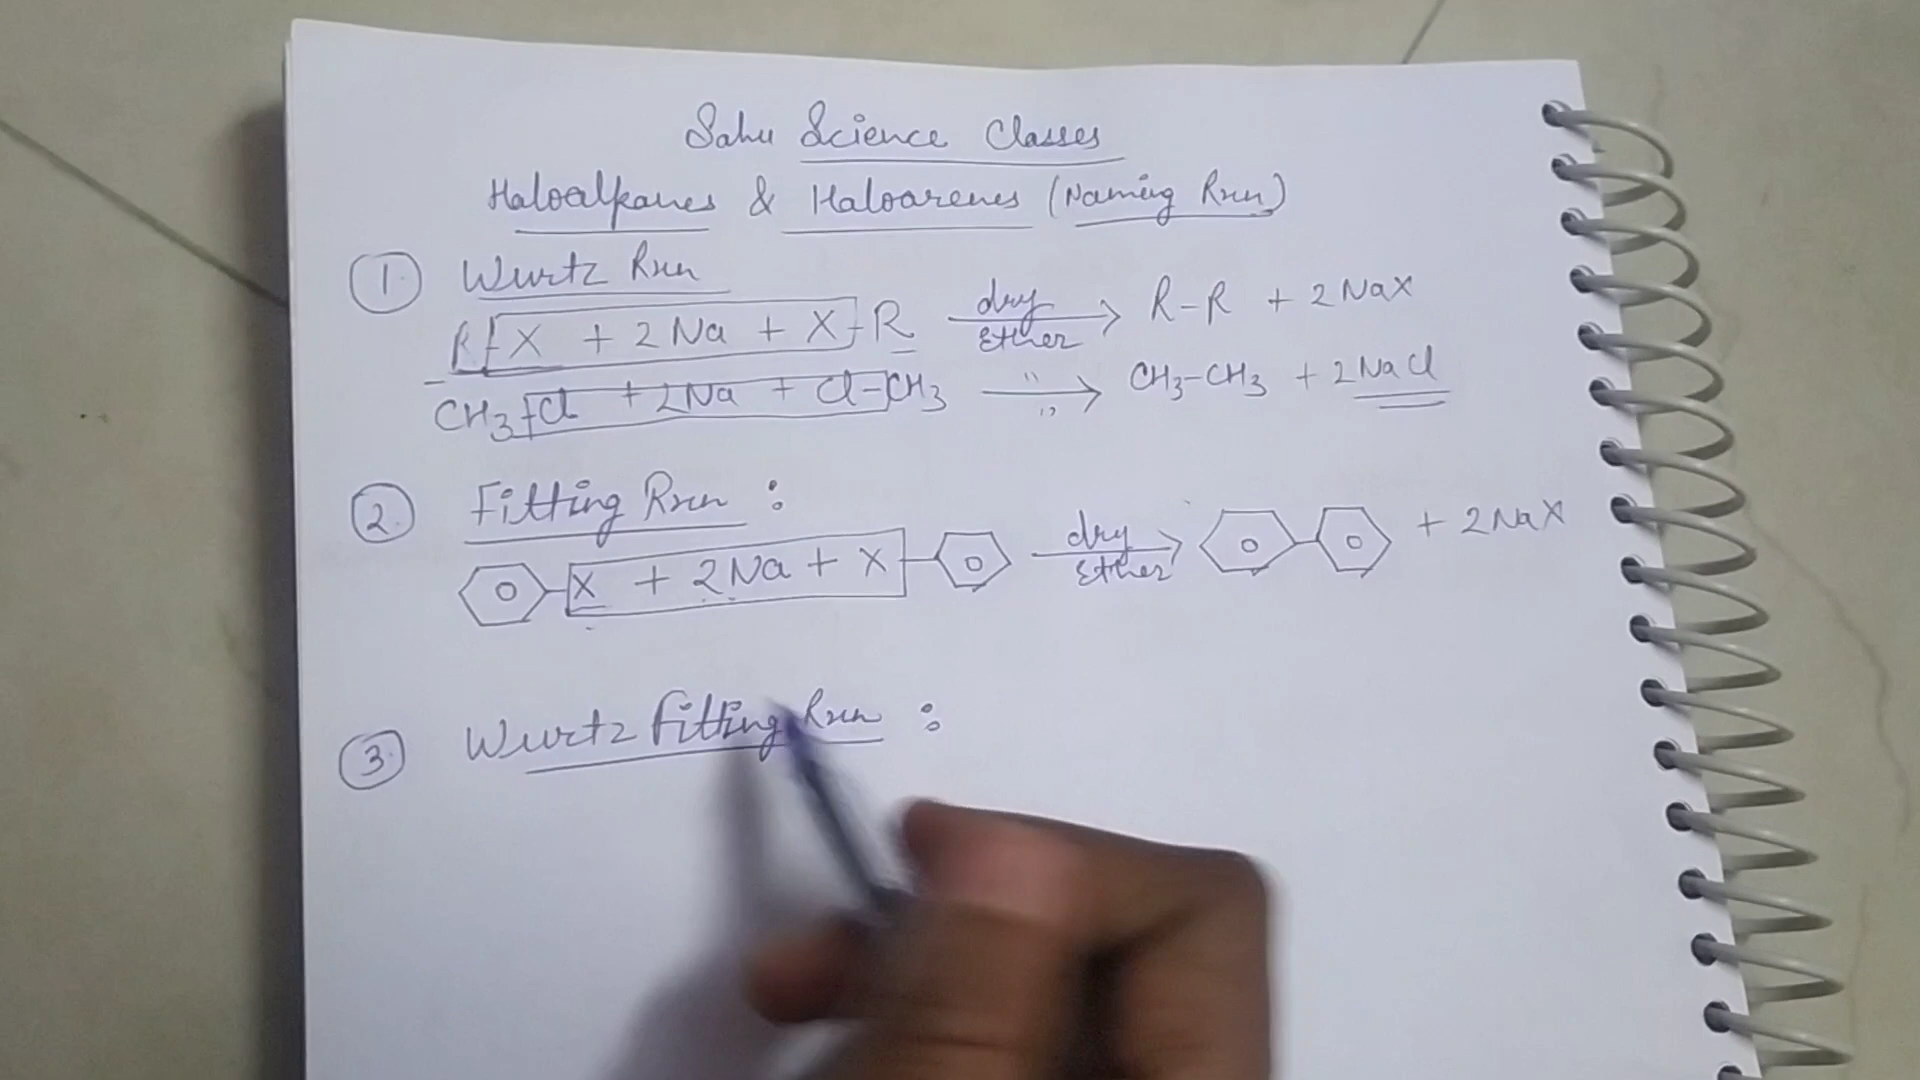 Sahu Science Classes
Haloalkanes & Haloarenes (Naming Rxn)
1. Wurtz Rxn
R-X + 2Na + X-R dry Ether → R-R + 2NaX
CH3-Cl + 2Na + Cl-CH3 " " → CH3-CH3 + 2NaCl
2. Fitting Rxn :
X + 2Na + X dry Ether → + 2NaX
3. Wurtz Fitting Rxn :